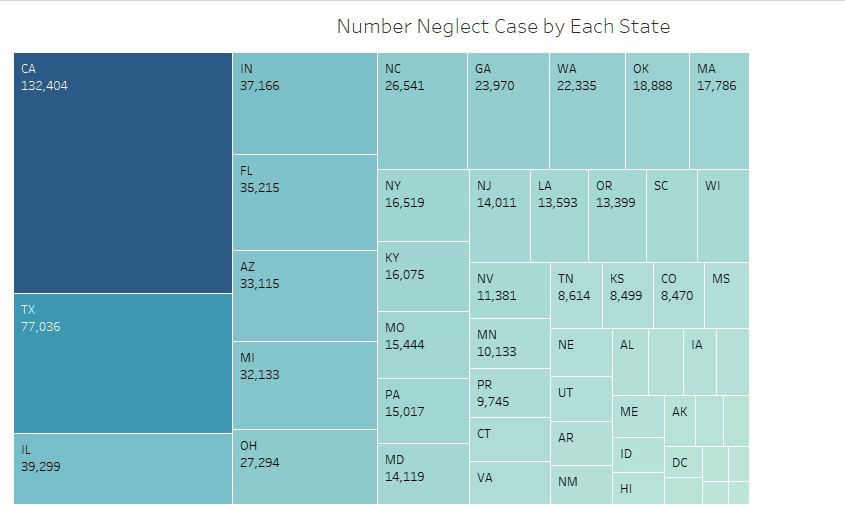 Number Neglect Case by Each State
CA
132,404
TX
77,036
IL
39,299
IN
37,166
FL
35,215
AZ
33,115
MI
32,133
OH
27,294
NC
26,541
GA
23,970
WA
22,335
OK
18,888
MA
17,786
NY
16,519
KY
16,075
MO
15,444
PA
15,017
MD
14,119
NJ
14,011
LA
13,593
OR
13,399
SC
WI
NV
11,381
MN
10,133
PR
9,745
CT
VA
TN
8,614
KS
8,499
CO
8,470
MS
NE
UT
AR
NM
AL
IA
ME
AK
ID
DC
HI